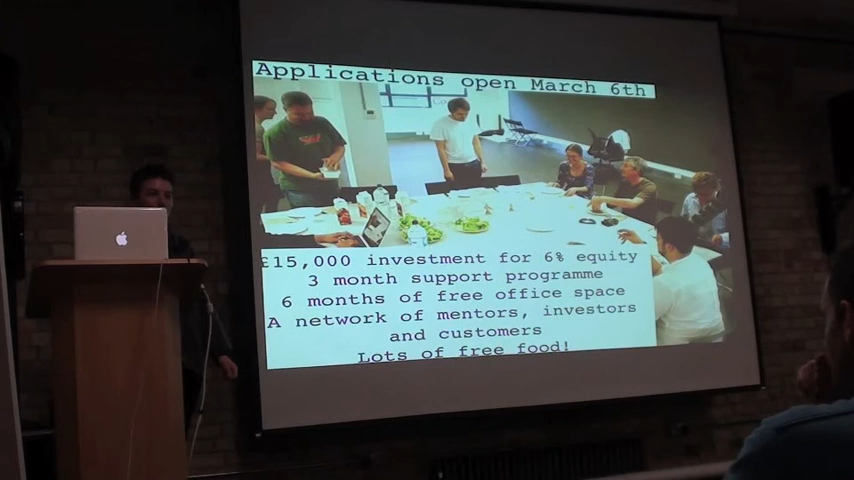 Applications open March 6th
£15,000 investment for 6% equity
3 month support programme
6 months of free office space
A network of mentors, investors
and customers
Lots of free food!